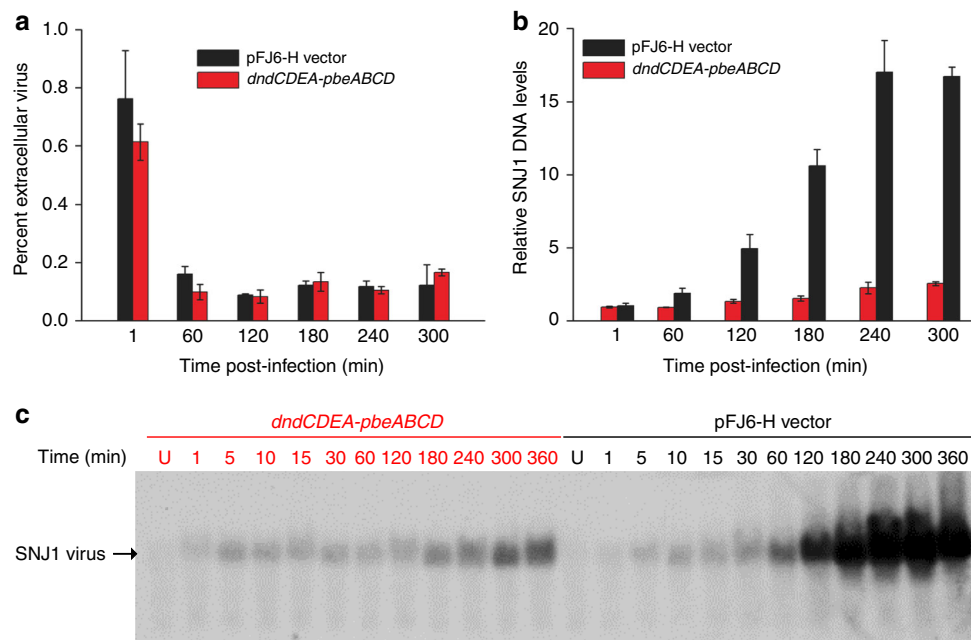 a
1.0
0.8
0.6
0.4
0.2
0.0
Percent extracellular virus
pFJ6-H vector
dndCDEA-pbeABCD
1 60 120 180 240 300
Time post-infection (min)
b
20
15
10
5
0
Relative SNJ1 DNA levels
pFJ6-H vector
dndCDEA-pbeABCD
1 60 120 180 240 300
Time post-infection (min)
c
dndCDEA-pbeABCD pFJ6-H vector
Time (min) U 1 5 10 15 30 60 120 180 240 300 360 U 1 5 10 15 30 60 120 180 240 300 360
SNJ1 virus